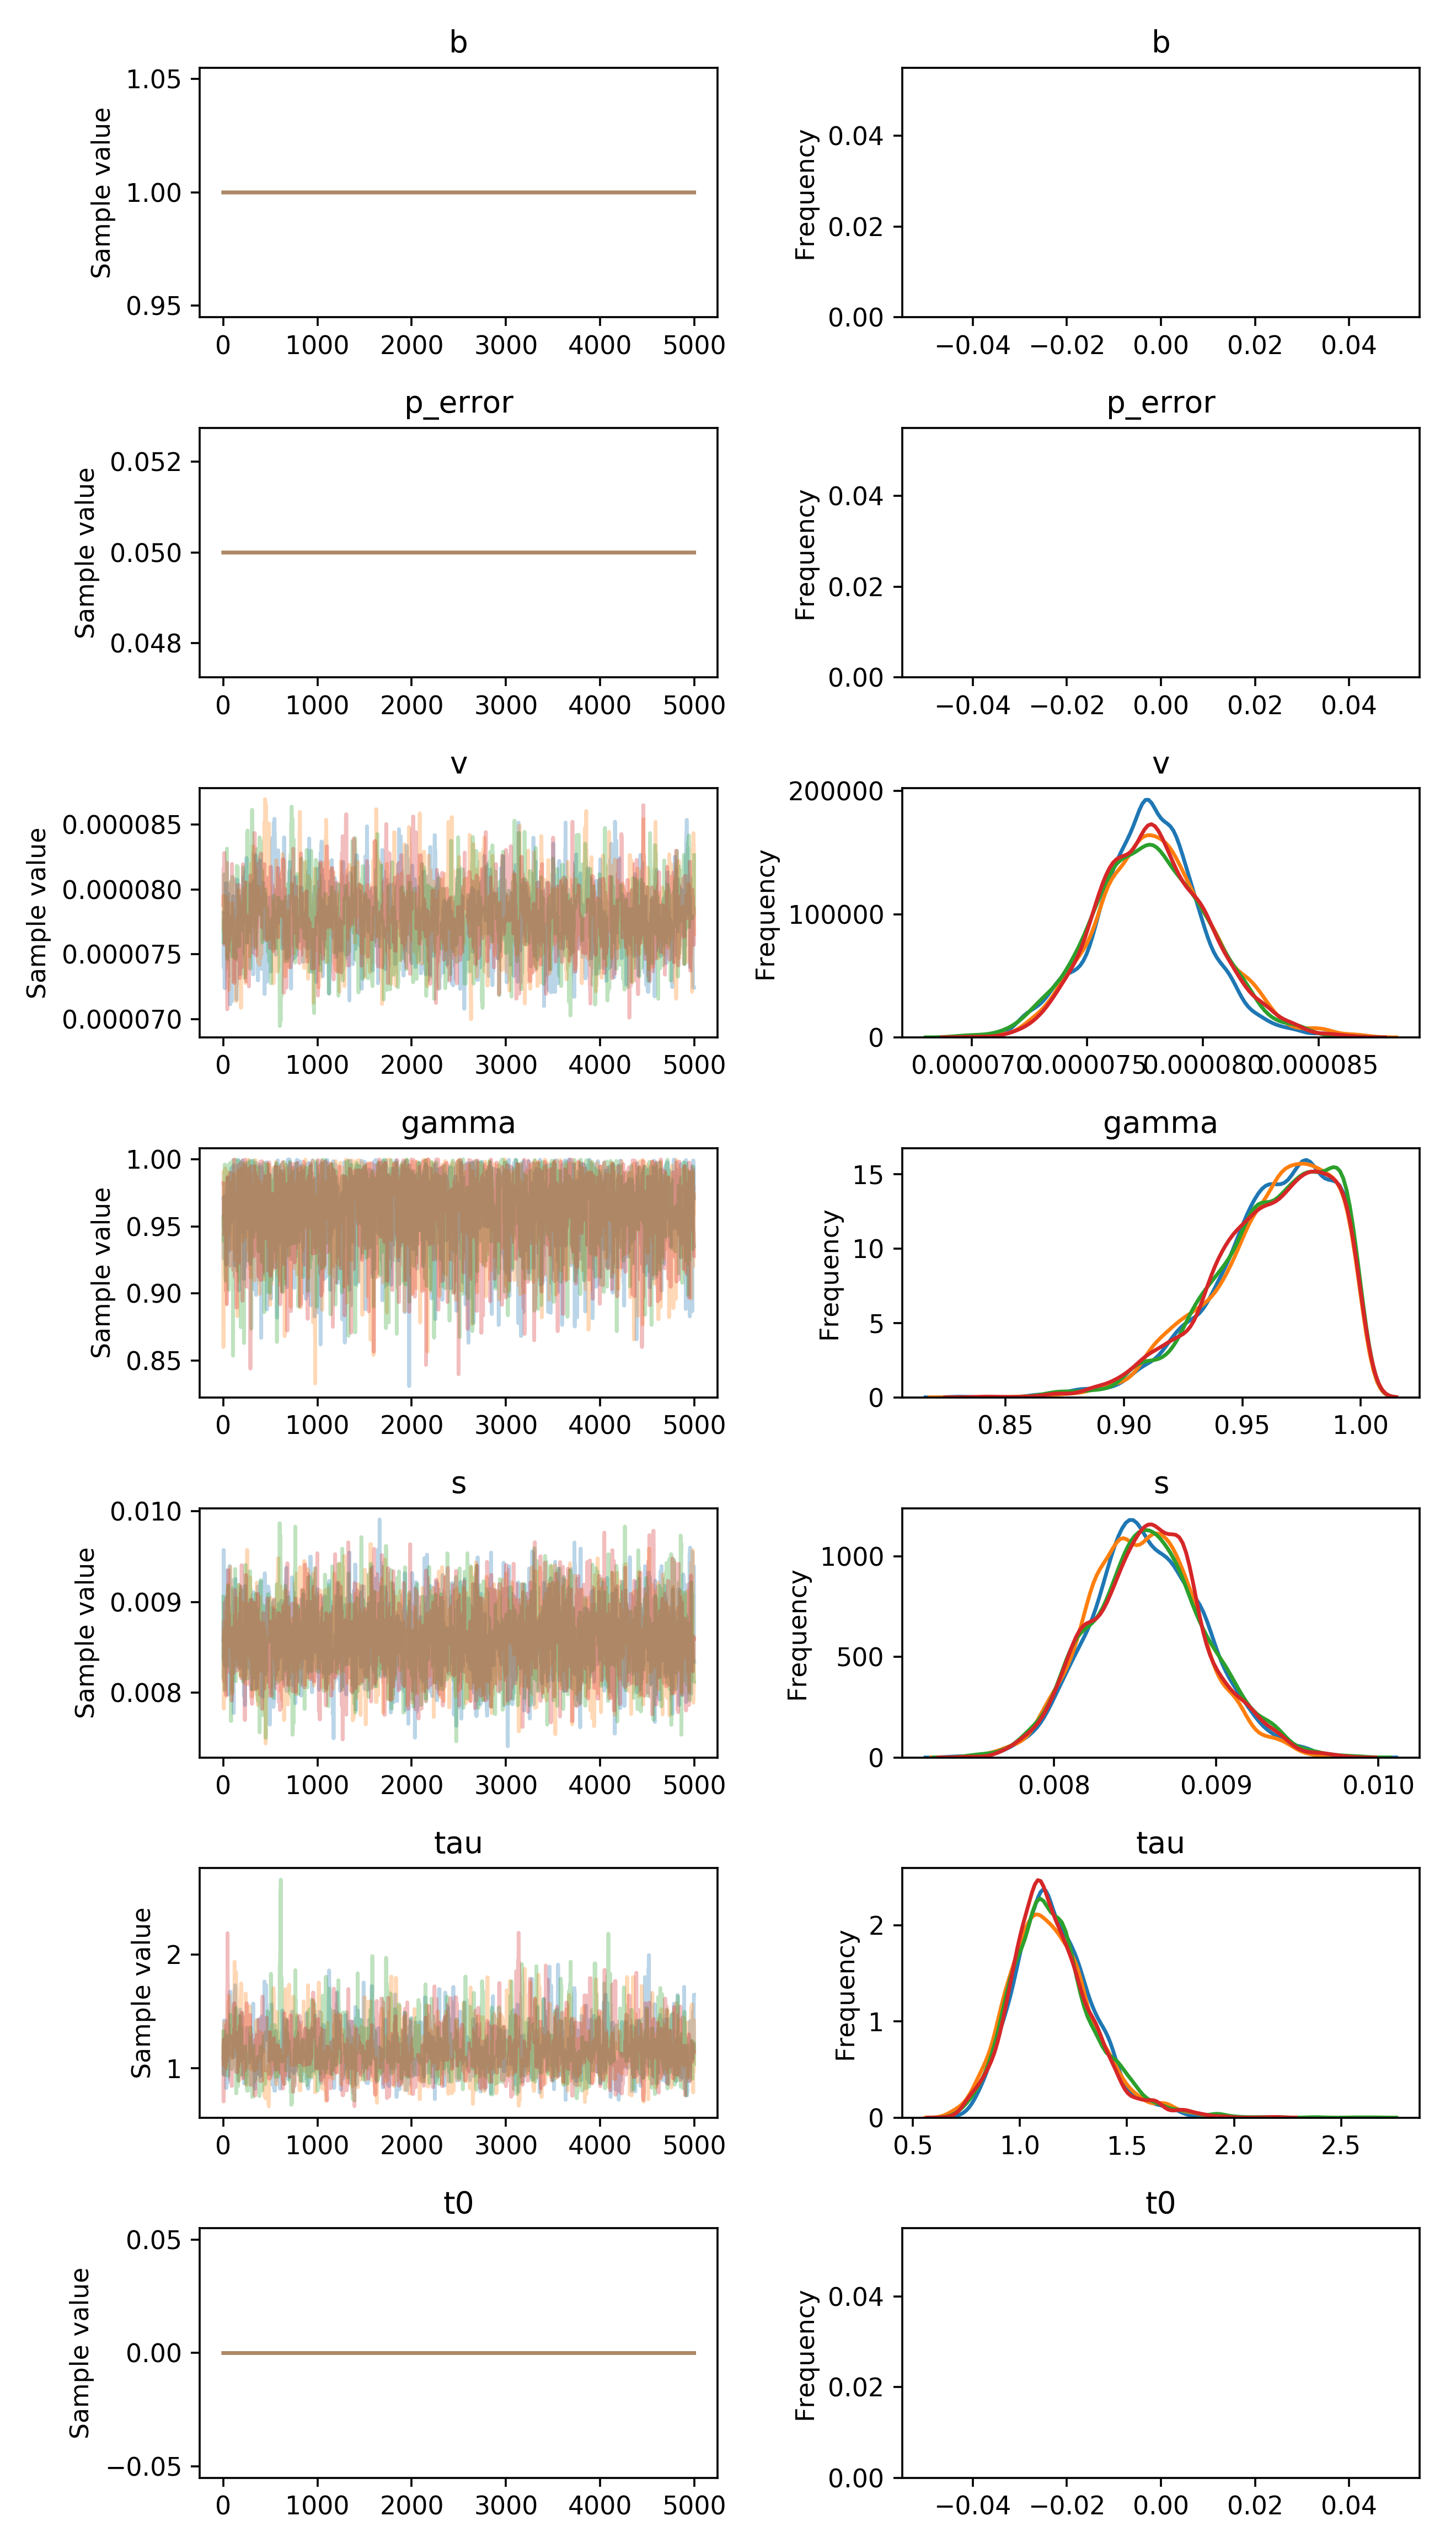 b
b
1.05
1.00
0.95
Sample value
0 1000 2000 3000 4000 5000
0.04
0.02
0.00
Frequency
−0.04 −0.02 0.00 0.02 0.04
p_error
p_error
0.052
0.050
0.048
Sample value
0 1000 2000 3000 4000 5000
0.04
0.02
0.00
Frequency
−0.04 −0.02 0.00 0.02 0.04
v
v
0.000085
0.000080
0.000075
0.000070
Sample value
0 1000 2000 3000 4000 5000
200000
100000
0
Frequency
0.000070 0.000075 0.000080 0.000085
gamma
gamma
1.00
0.95
0.90
0.85
Sample value
0 1000 2000 3000 4000 5000
15
10
5
0
Frequency
0.85 0.90 0.95 1.00
s
s
0.010
0.009
0.008
Sample value
0 1000 2000 3000 4000 5000
1000
500
0
Frequency
0.008 0.009 0.010
tau
tau
2
1
Sample value
0 1000 2000 3000 4000 5000
2
1
0
Frequency
0.5 1.0 1.5 2.0 2.5
t0
t0
0.05
0.00
−0.05
Sample value
0 1000 2000 3000 4000 5000
0.04
0.02
0.00
Frequency
−0.04 −0.02 0.00 0.02 0.04